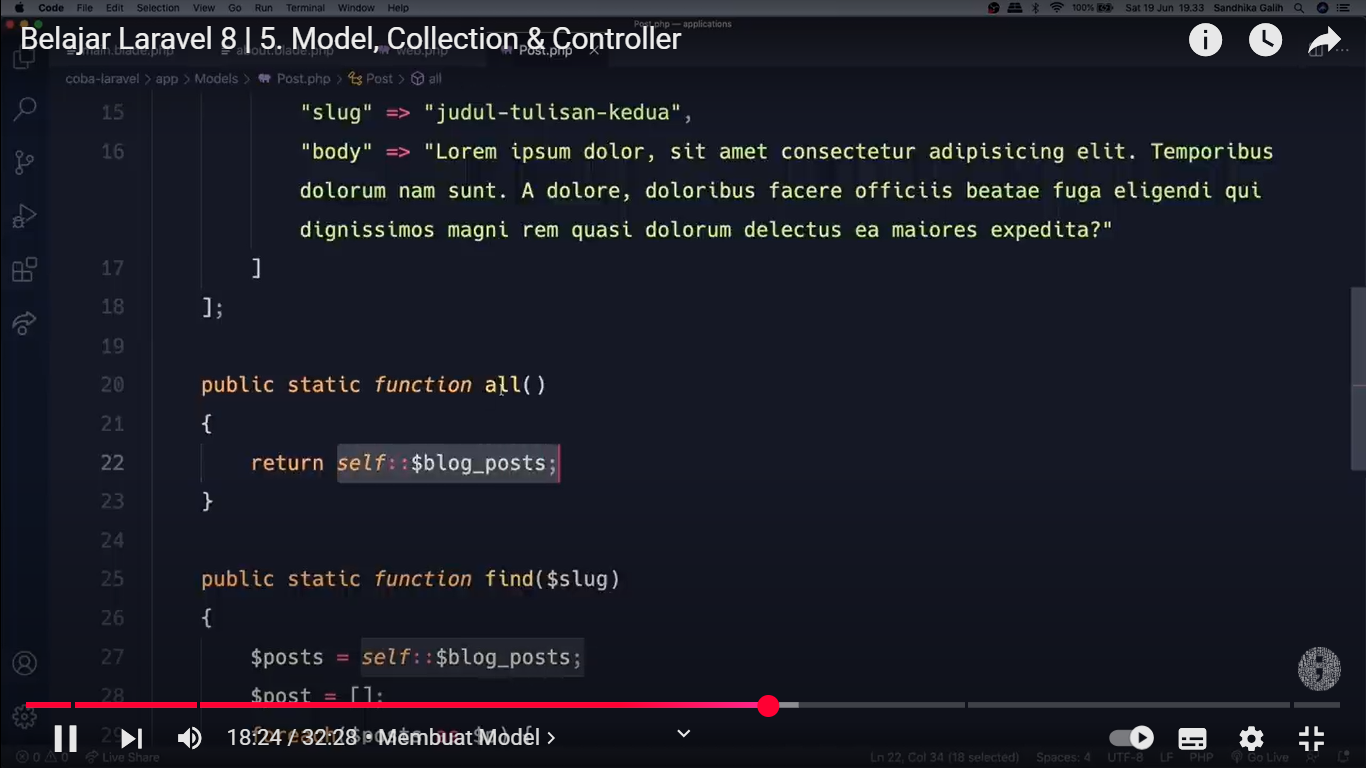 Code File Edit Selection View Go Run Terminal Window Help 100% Sat 19 Jun 19.33 Sandhika Galih
Post.php — applications
Belajar Laravel 8 | 5. Model, Collection & Controller
main.blade.php about.blade.php web.php Post.php
coba-laravel > app > Models > Post.php > Post > all
15 "slug" => "judul-tulisan-kedua",
16 "body" => "Lorem ipsum dolor, sit amet consectetur adipisicing elit. Temporibus
dolorum nam sunt. A dolore, doloribus facere officiis beatae fuga eligendi qui
dignissimos magni rem quasi dolorum delectus ea maiores expedita?"
17 ]
18 ];
19
20 public static function all()
21 {
22 return self::$blog_posts;
23 }
24
25 public static function find($slug)
26 {
27 $posts = self::$blog_posts;
28 $post = [];
29 foreach($posts as $p) {
18:24 / 32:28 • Membuat Model >
0 0 Live Share Ln 22, Col 34 (18 selected) Spaces: 4 UTF-8 LF PHP Go Live